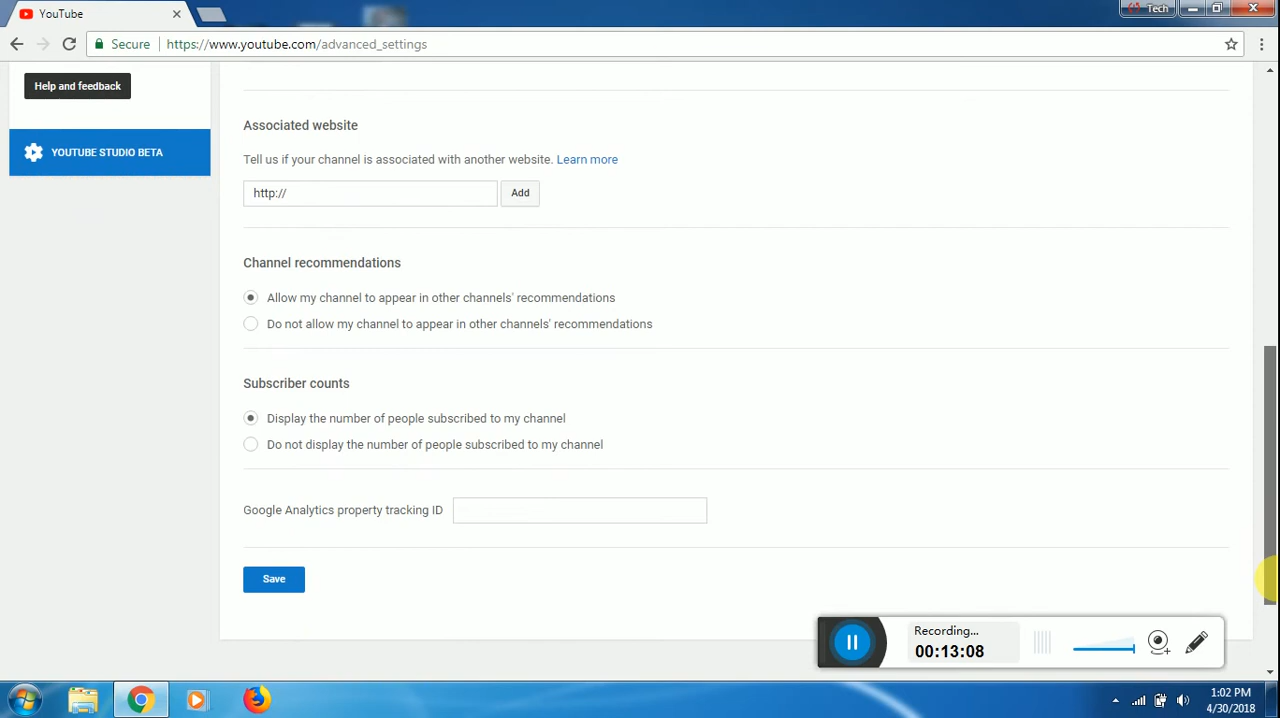 YouTube
Tech
Secure
https://www.youtube.com/advanced_settings
Help and feedback
YOUTUBE STUDIO BETA
Associated website
Tell us if your channel is associated with another website. Learn more
http://
Add
Channel recommendations
Allow my channel to appear in other channels' recommendations
Do not allow my channel to appear in other channels' recommendations
Subscriber counts
Display the number of people subscribed to my channel
Do not display the number of people subscribed to my channel
Google Analytics property tracking ID
Save
Recording...
00:13:08
1:02 PM
4/30/2018